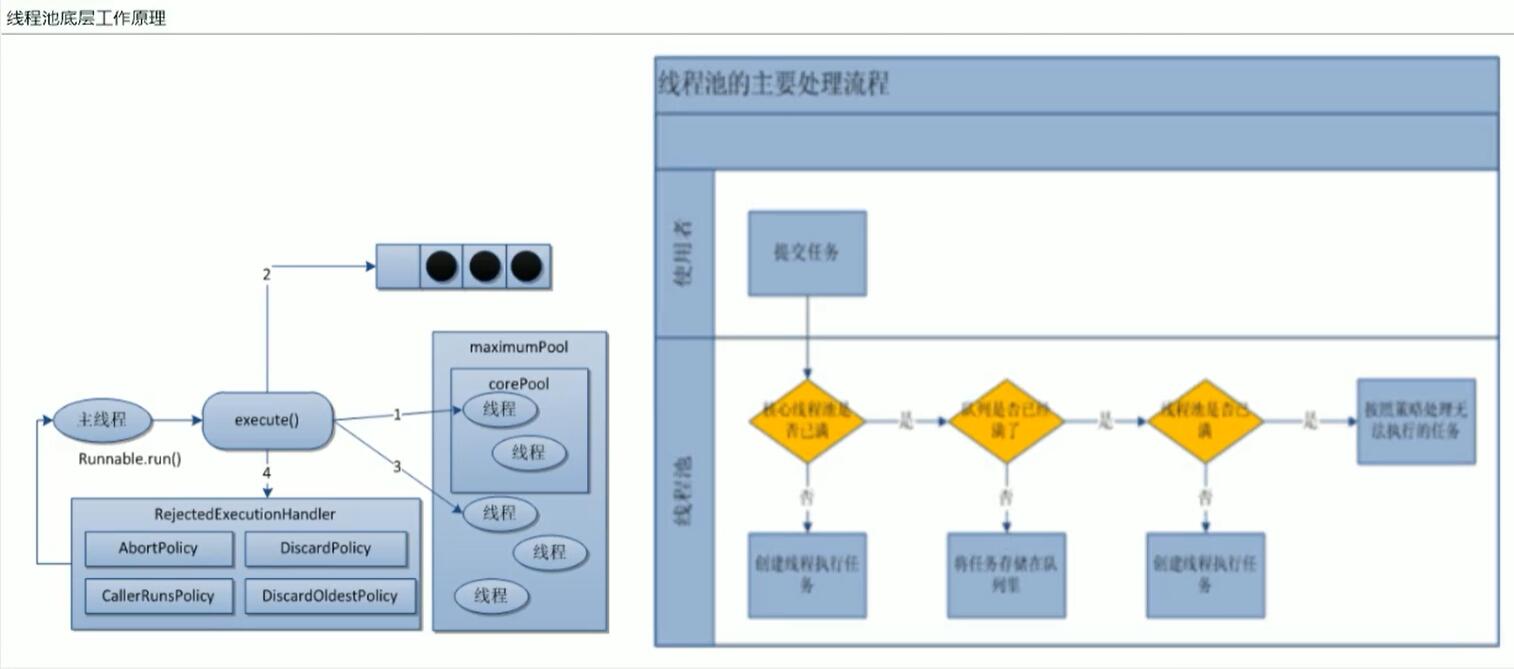 线程池底层工作原理
2
maximumPool
corePool
线程
线程
线程
线程
线程
主线程
execute()
1
3
Runnable.run()
4
RejectedExecutionHandler
AbortPolicy
DiscardPolicy
CallerRunsPolicy
DiscardOldestPolicy
线程池的主要处理流程
使用者
提交任务
线程池
核心线程池是
否已满
是
队列是否已经
满了
是
线程池是否已
满
是
按照策略处理无
法执行的任务
否
否
否
创建线程执行任
务
将任务存储在队
列里
创建线程执行任
务